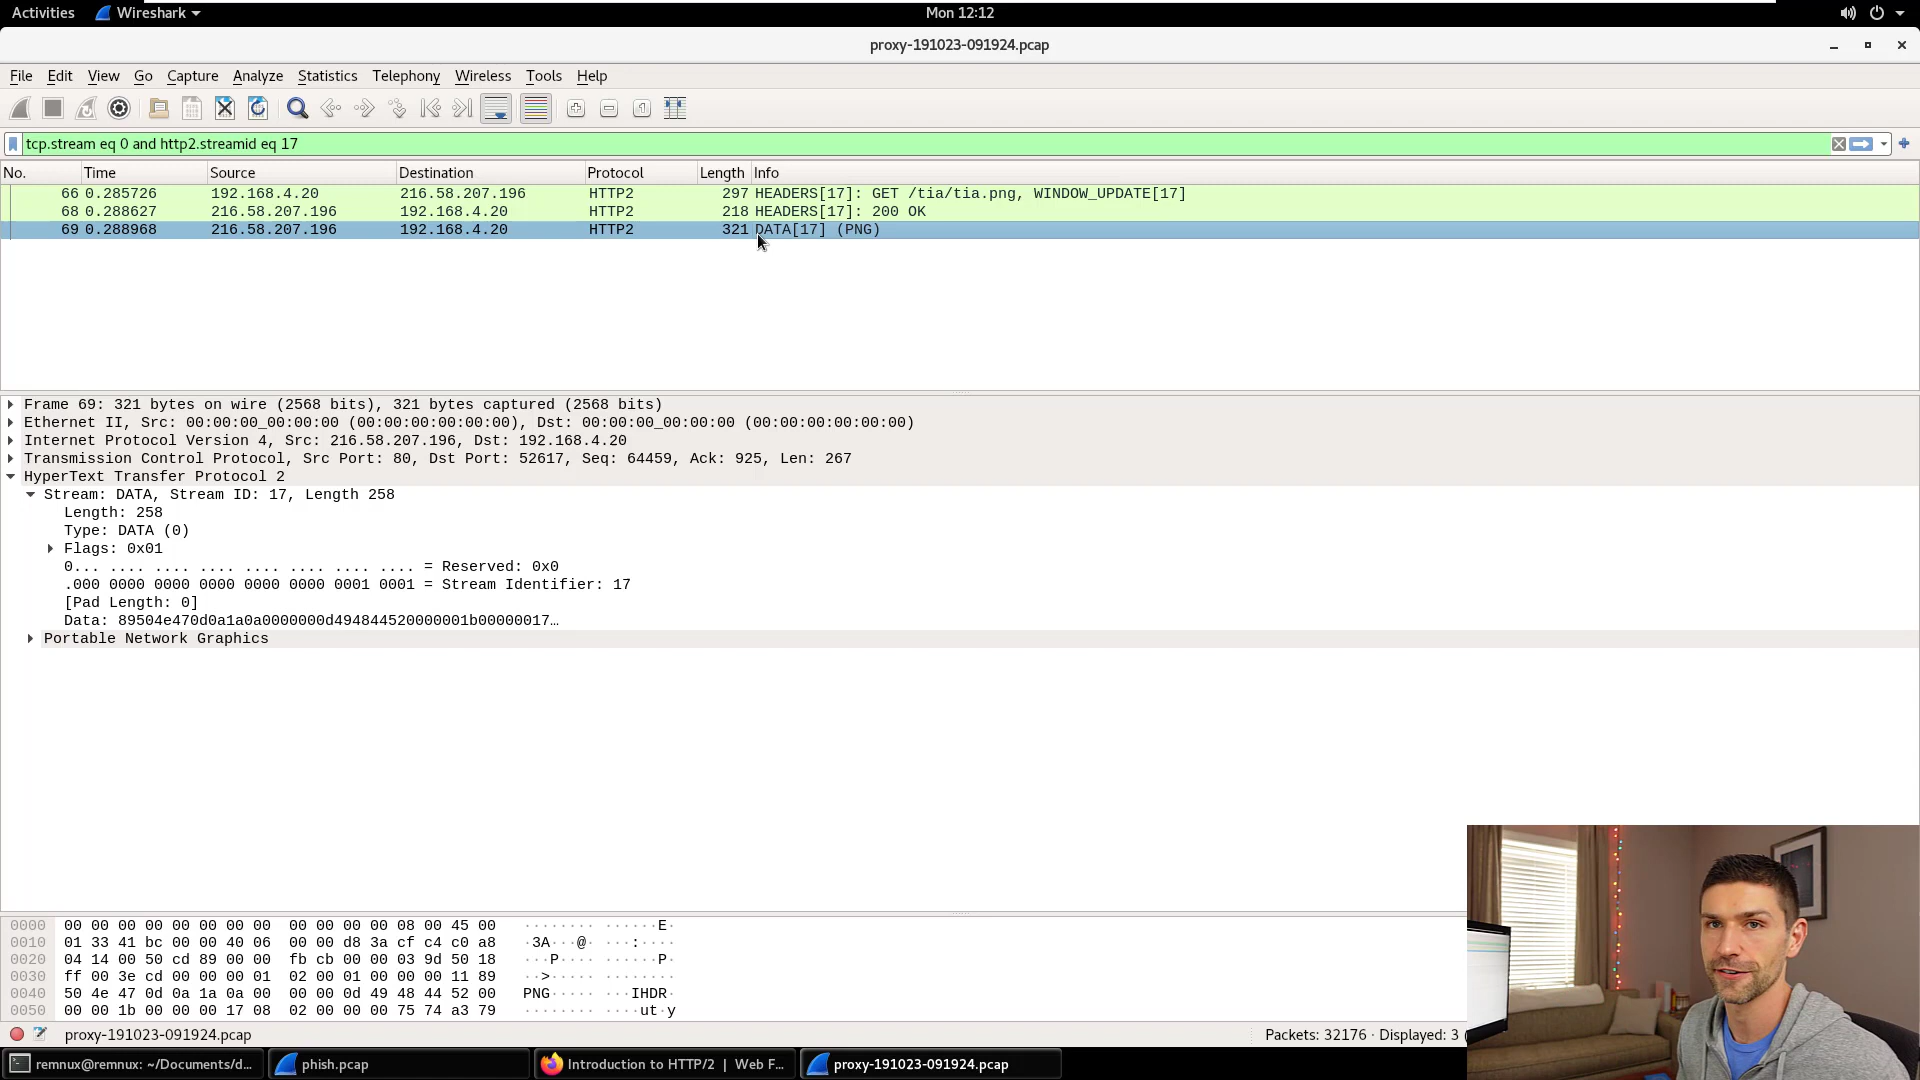 Activities Wireshark Mon 12:12
proxy-191023-091924.pcap
File Edit View Go Capture Analyze Statistics Telephony Wireless Tools Help
tcp.stream eq 0 and http2.streamid eq 17
No. Time Source Destination Protocol Length Info
66 0.285726 192.168.4.20 216.58.207.196 HTTP2 297 HEADERS[17]: GET /tia/tia.png, WINDOW_UPDATE[17]
68 0.288627 216.58.207.196 192.168.4.20 HTTP2 218 HEADERS[17]: 200 OK
69 0.288968 216.58.207.196 192.168.4.20 HTTP2 321 DATA[17] (PNG)
Frame 69: 321 bytes on wire (2568 bits), 321 bytes captured (2568 bits)
Ethernet II, Src: 00:00:00_00:00:00 (00:00:00:00:00:00), Dst: 00:00:00_00:00:00 (00:00:00:00:00:00)
Internet Protocol Version 4, Src: 216.58.207.196, Dst: 192.168.4.20
Transmission Control Protocol, Src Port: 80, Dst Port: 52617, Seq: 64459, Ack: 925, Len: 267
HyperText Transfer Protocol 2
Stream: DATA, Stream ID: 17, Length 258
Length: 258
Type: DATA (0)
Flags: 0x01
0... .... .... .... .... .... .... .... = Reserved: 0x0
.000 0000 0000 0000 0000 0000 0001 0001 = Stream Identifier: 17
[Pad Length: 0]
Data: 89504e470d0a1a0a0000000d494844520000001b00000017…
Portable Network Graphics
0000 00 00 00 00 00 00 00 00 00 00 00 00 08 00 45 00 ········ ······E·
0010 01 33 41 bc 00 00 40 06 00 00 d8 3a cf c4 c0 a8 ·3A···@· ···:····
0020 04 14 00 50 cd 89 00 00 fb cb 00 00 03 9d 50 18 ···P···· ······P·
0030 ff 00 3e cd 00 00 00 01 02 00 01 00 00 00 11 89 ··>····· ········
0040 50 4e 47 0d 0a 1a 0a 00 00 00 0d 49 48 44 52 00 PNG····· ···IHDR·
0050 00 00 1b 00 00 00 17 08 02 00 00 00 75 74 a3 79 ········ ····ut·y
proxy-191023-091924.pcap Packets: 32176 · Displayed: 3 (
remnux@remnux: ~/Documents/d… phish.pcap Introduction to HTTP/2 | Web F… proxy-191023-091924.pcap